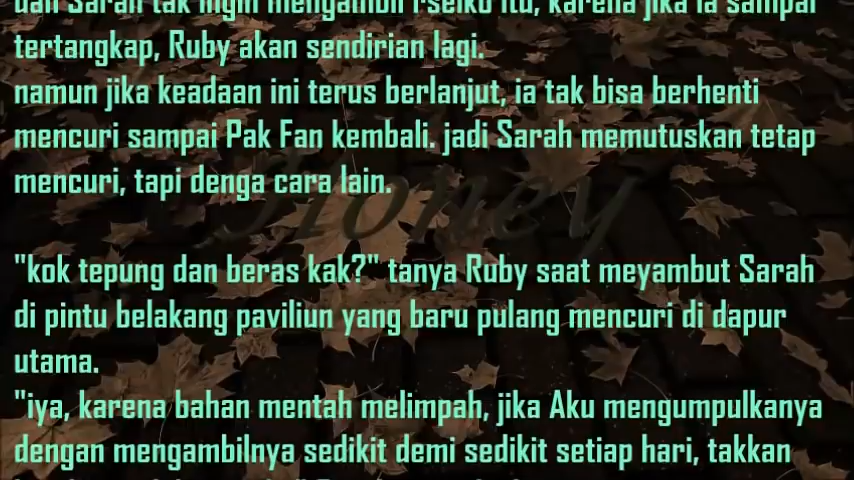 dan Sarah tak ingin mengambil resiko itu, karena jika ia sampai
tertangkap, Ruby akan sendirian lagi.
namun jika keadaan ini terus berlanjut, ia tak bisa berhenti
mencuri sampai Pak Fan kembali. jadi Sarah memutuskan tetap
mencuri, tapi denga cara lain.
Honey
"kok tepung dan beras kak?" tanya Ruby saat meyambut Sarah
di pintu belakang paviliun yang baru pulang mencuri di dapur
utama.
"iya, karena bahan mentah melimpah, jika Aku mengumpulkanya
dengan mengambilnya sedikit demi sedikit setiap hari, takkan